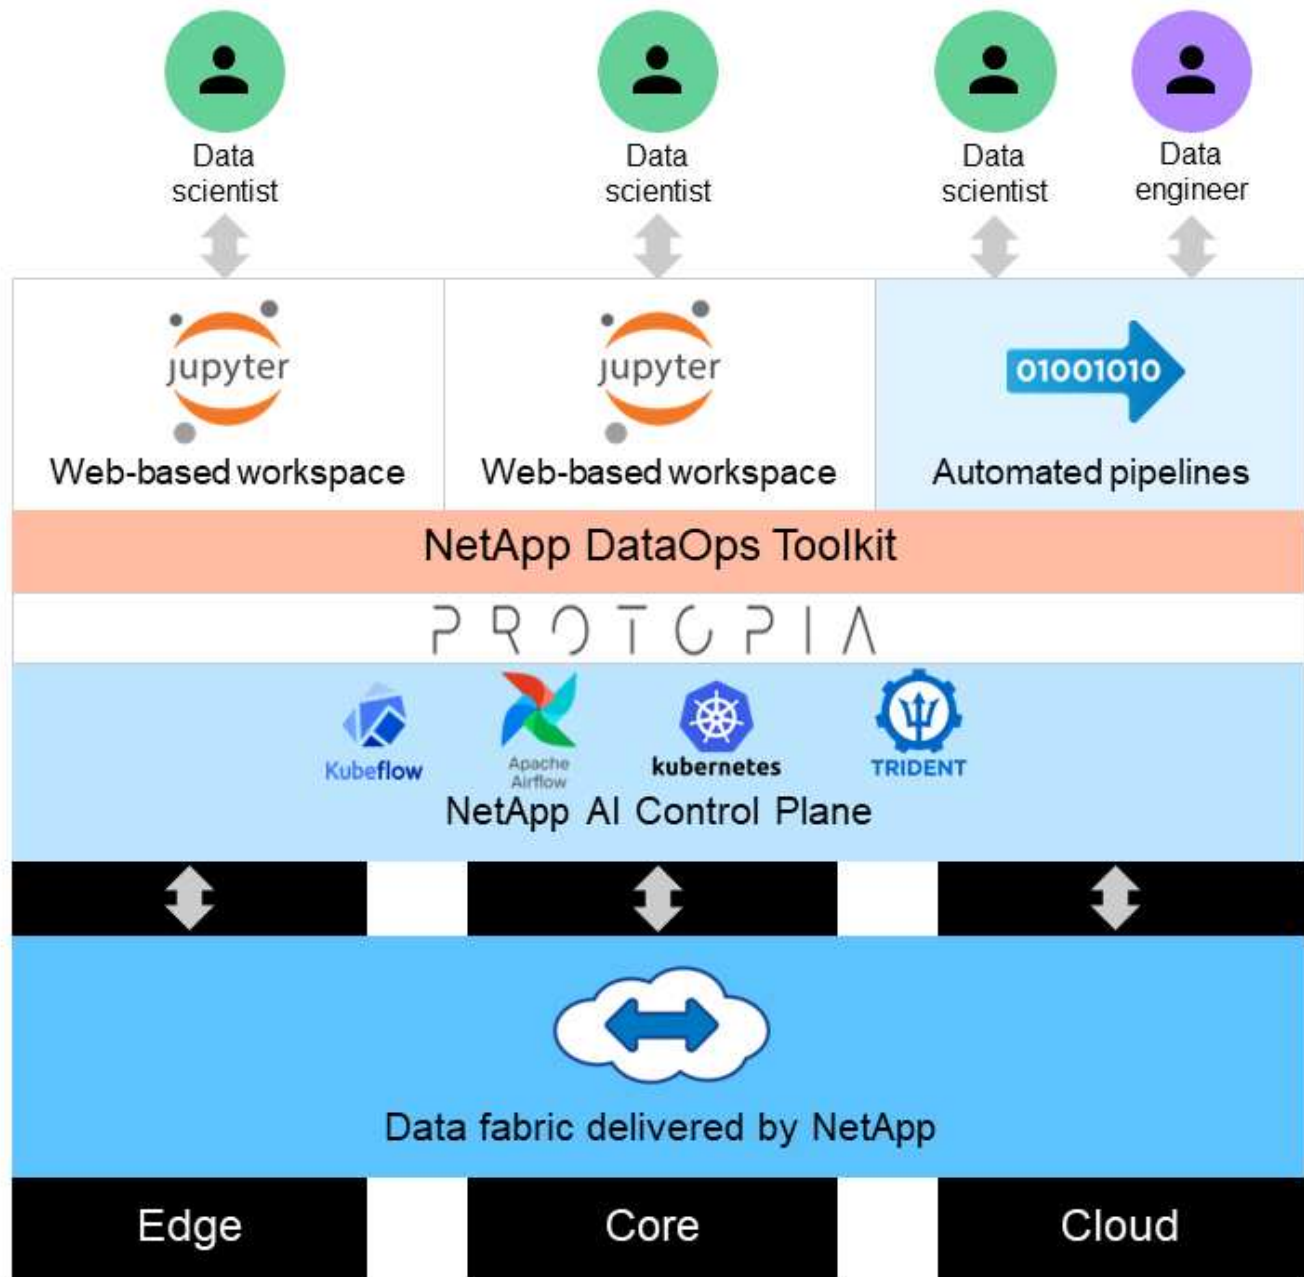 Data
scientist
Data
scientist
Data
scientist
Data
engineer
jupyter
Web-based workspace
jupyter
Web-based workspace
01001010
Automated pipelines
NetApp DataOps Toolkit
PROTOPIA
Kubeflow
Apache
Airflow
kubernetes
TRIDENT
NetApp AI Control Plane
Data fabric delivered by NetApp
Edge
Core
Cloud